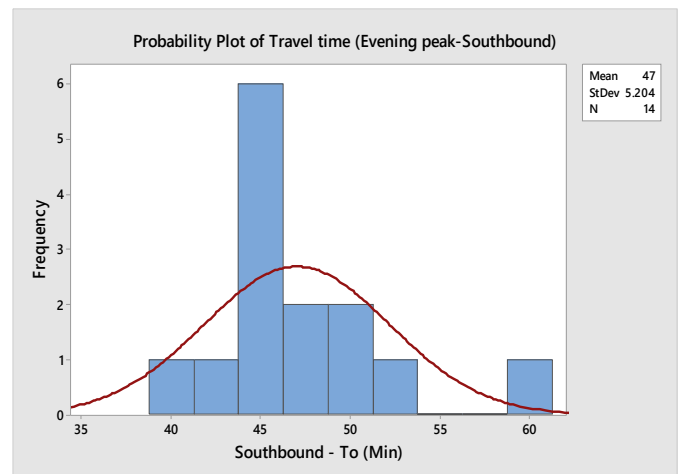 Probability Plot of Travel time (Evening peak-Southbound)
Mean 47
StDev 5.204
N 14
Frequency
6
5
4
3
2
1
0
35 40 45 50 55 60
Southbound - To (Min)